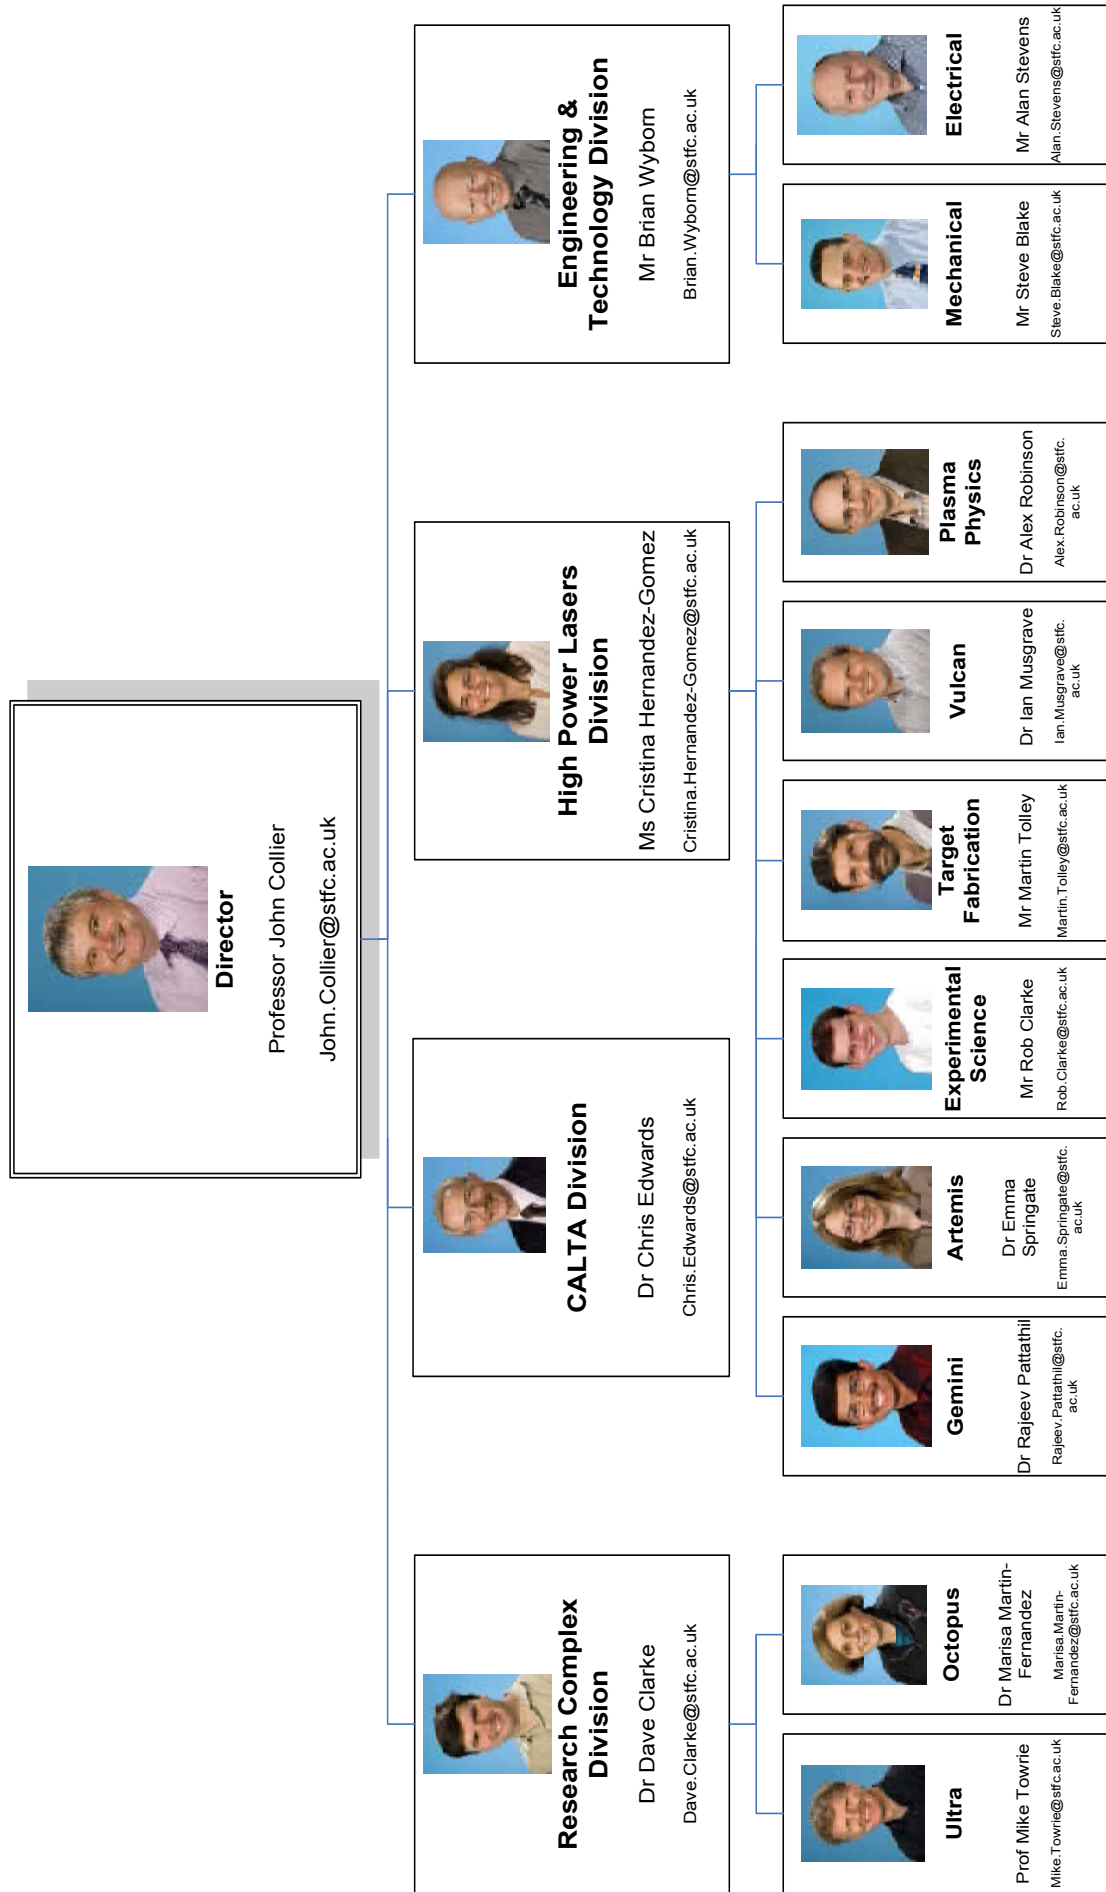 Director
Professor John Collier
John.Collier@stfc.ac.uk
Research Complex
Division
Dr Dave Clarke
Dave.Clarke@stfc.ac.uk
CALTA Division
Dr Chris Edwards
Chris.Edwards@stfc.ac.uk
High Power Lasers
Division
Ms Cristina Hernandez-Gomez
Cristina.Hernandez-Gomez@stfc.ac.uk
Engineering &
Technology Division
Mr Brian Wyborn
Brian.Wyborn@stfc.ac.uk
Ultra
Prof Mike Towrie
Mike.Towrie@stfc.ac.uk
Octopus
Dr Marisa Martin-
Fernandez
Marisa.Martin-
Fernandez@stfc.ac.uk
Gemini
Dr Rajeev Pattathil
Rajeev.Pattathil@stfc.
ac.uk
Artemis
Dr Emma
Springate
Emma.Springate@stfc.
ac.uk
Experimental
Science
Mr Rob Clarke
Rob.Clarke@stfc.ac.uk
Target
Fabrication
Mr Martin Tolley
Martin.Tolley@stfc.ac.uk
Vulcan
Dr Ian Musgrave
Ian.Musgrave@stfc.
ac.uk
Plasma
Physics
Dr Alex Robinson
Alex.Robinson@stfc.
ac.uk
Mechanical
Mr Steve Blake
Steve.Blake@stfc.ac.uk
Electrical
Mr Alan Stevens
Alan.Stevens@stfc.ac.uk